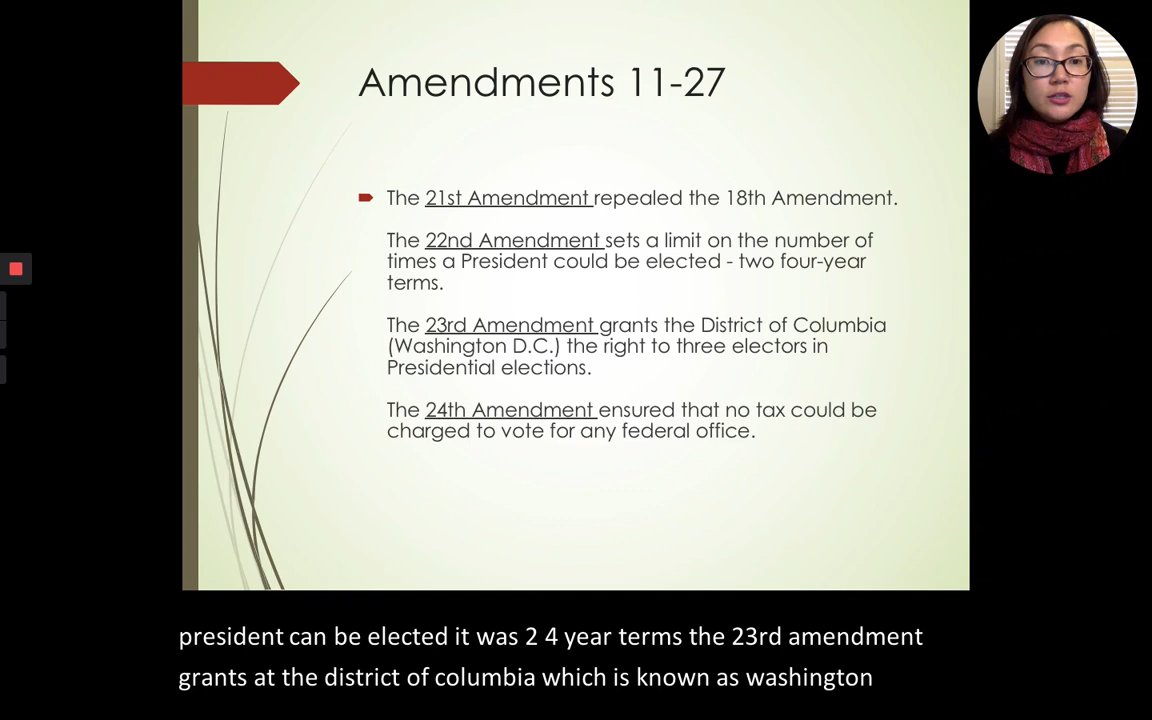 Amendments 11-27
The 21st Amendment repealed the 18th Amendment.
The 22nd Amendment sets a limit on the number of
times a President could be elected - two four-year
terms.
The 23rd Amendment grants the District of Columbia
(Washington D.C.) the right to three electors in
Presidential elections.
The 24th Amendment ensured that no tax could be
charged to vote for any federal office.
president can be elected it was 2 4 year terms the 23rd amendment
grants at the district of columbia which is known as washington